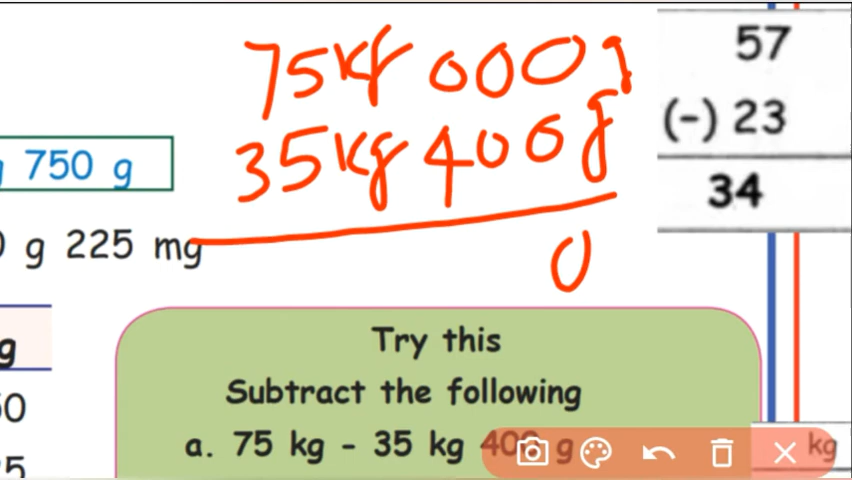 75kg 000g
57
35kg 400g
(-) 23
750 g
34
g 225 mg
0
g
Try this
Subtract the following
a. 75 kg - 35 kg 400 g
kg